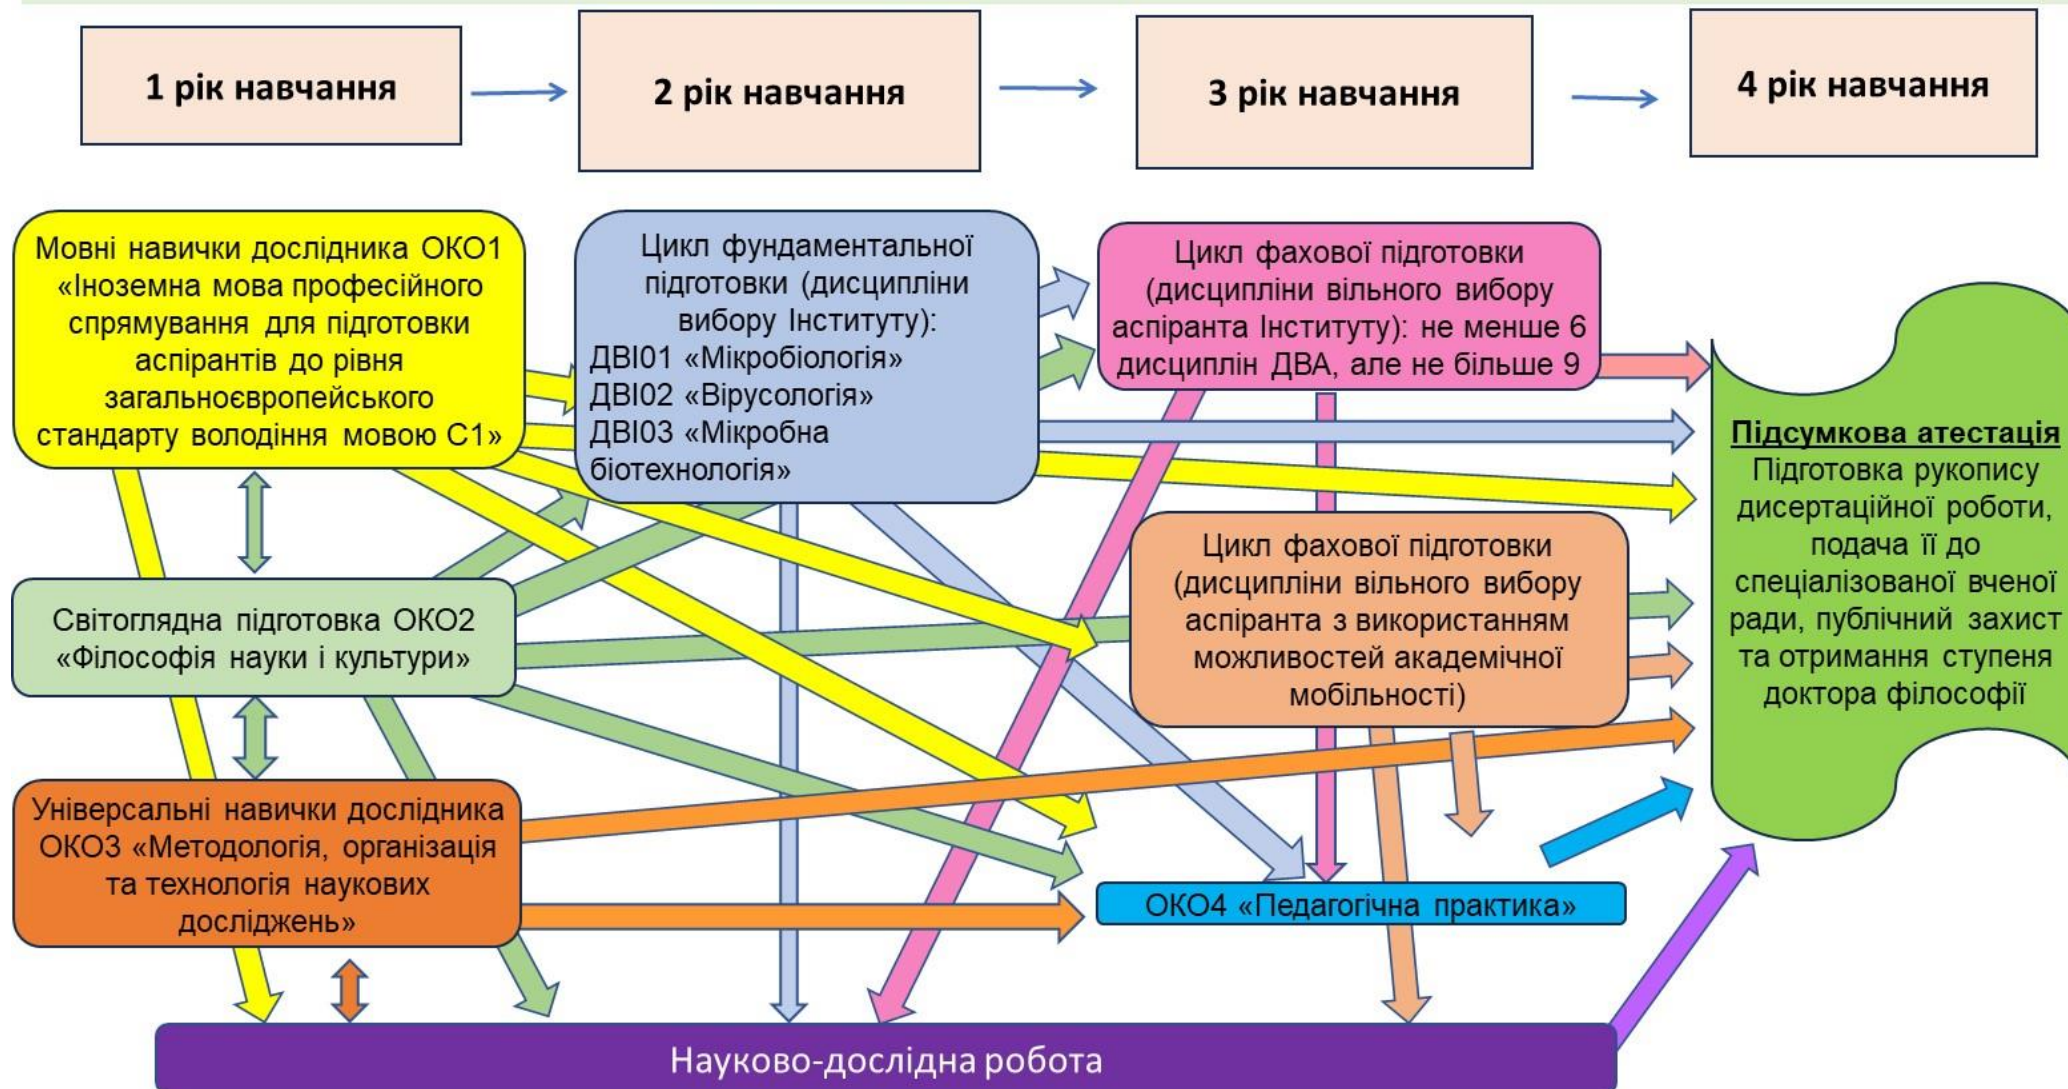 1 рік навчання
2 рік навчання
3 рік навчання
4 рік навчання
Мовні навички дослідника ОКО1
«Іноземна мова професійного
спрямування для підготовки
аспірантів до рівня
загальноєвропейського
стандарту володіння мовою С1»
Світоглядна підготовка ОКО2
«Філософія науки і культури»
Універсальні навички дослідника
ОКО3 «Методологія, організація
та технологія наукових
досліджень»
Цикл фундаментальної
підготовки (дисципліни
вибору Інституту):
ДВІ01 «Мікробіологія»
ДВІ02 «Вірусологія»
ДВІ03 «Мікробна
біотехнологія»
Цикл фахової підготовки
(дисципліни вільного вибору
аспіранта Інституту): не менше 6
дисциплін ДВА, але не більше 9
Цикл фахової підготовки
(дисципліни вільного вибору
аспіранта з використанням
можливостей академічної
мобільності)
ОКО4 «Педагогічна практика»
Підсумкова атестація
Підготовка рукопису
дисертаційної роботи,
подача її до
спеціалізованої вченої
ради, публічний захист
та отримання ступеня
доктора філософії
Науково-дослідна робота